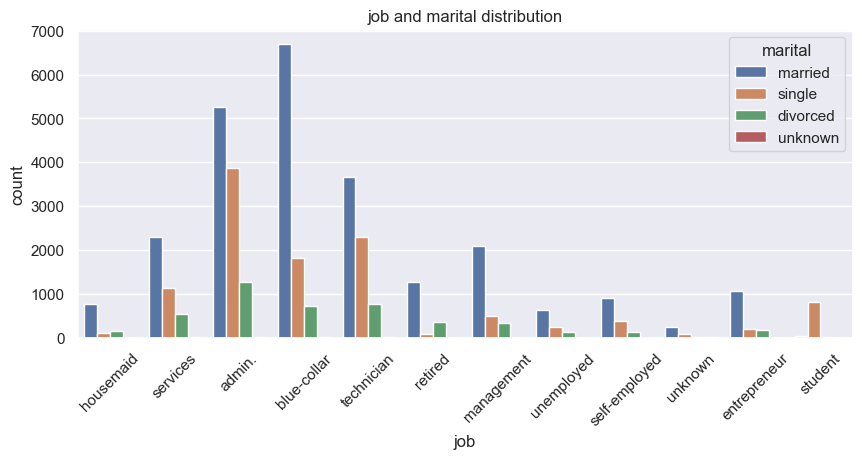 job and marital distribution
7000
6000
5000
4000
3000
2000
1000
0
count
marital
married
single
divorced
unknown
housemaid
services
admin.
blue-collar
technician
retired
management
unemployed
self-employed
unknown
entrepreneur
student
job